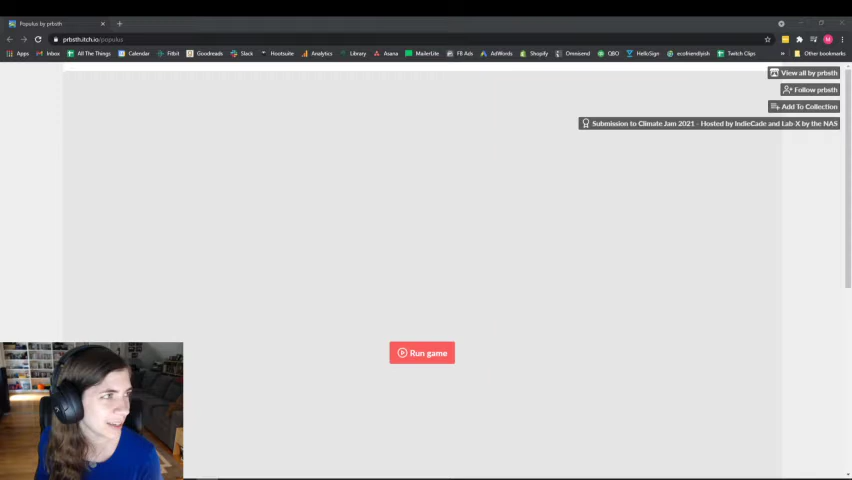 Populus by prbsth
prbsth.itch.io/populus
Apps Inbox All The Things Calendar Fitbit Goodreads Slack Hootsuite Analytics Library Asana MailerLite FB Ads AdWords Shopify Omnisend QBO HelloSign ecofriendlyish Twitch Clips Other bookmarks
View all by prbsth
Follow prbsth
Add To Collection
Submission to Climate Jam 2021 - Hosted by IndieCade and Lab-X by the NAS
Run game